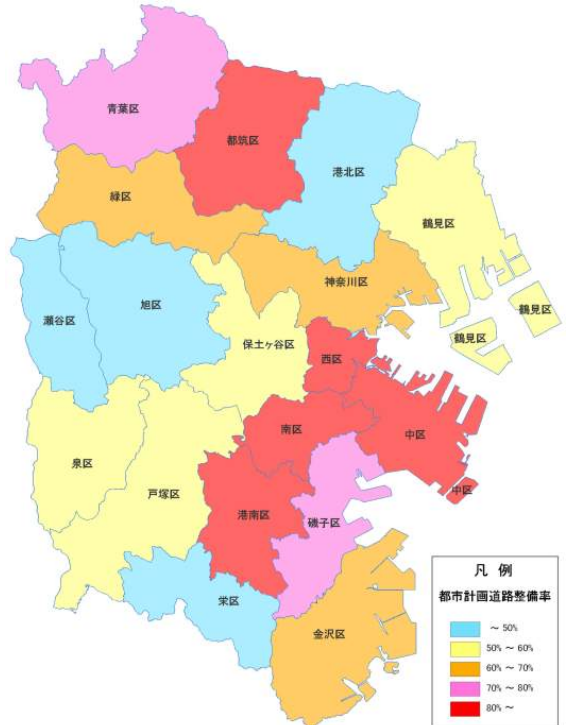 青葉区
都筑区
港北区
緑区
鶴見区
神奈川区
鶴見区
旭区
瀬谷区
鶴見区
保土ヶ谷区
西区
南区
中区
泉区
戸塚区
中区
港南区
磯子区
栄区
金沢区
凡 例
都市計画道路整備率
～ 50%
50% ～ 60%
60% ～ 70%
70% ～ 80%
80% ～